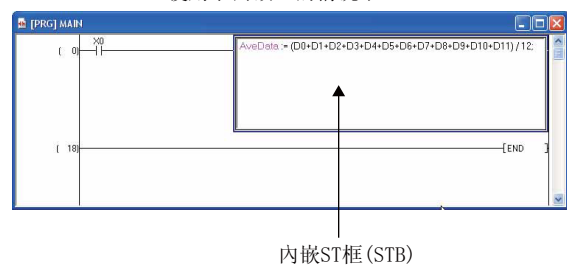 [PRG] MAIN
X0
( 0)
AveData := (D0+D1+D2+D3+D4+D5+D6+D7+D8+D9+D10+D11) / 12;
( 18)
[END ]
內嵌ST框(STB)